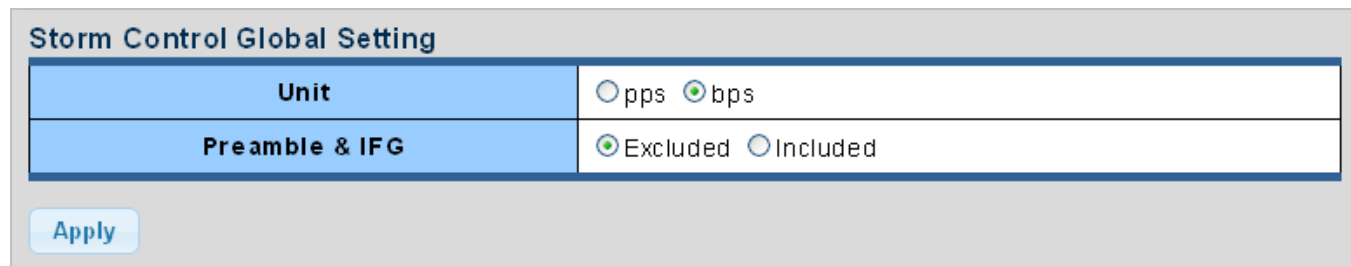 Storm Control Global Setting
Unit pps bps
Preamble & IFG Excluded Included
Apply